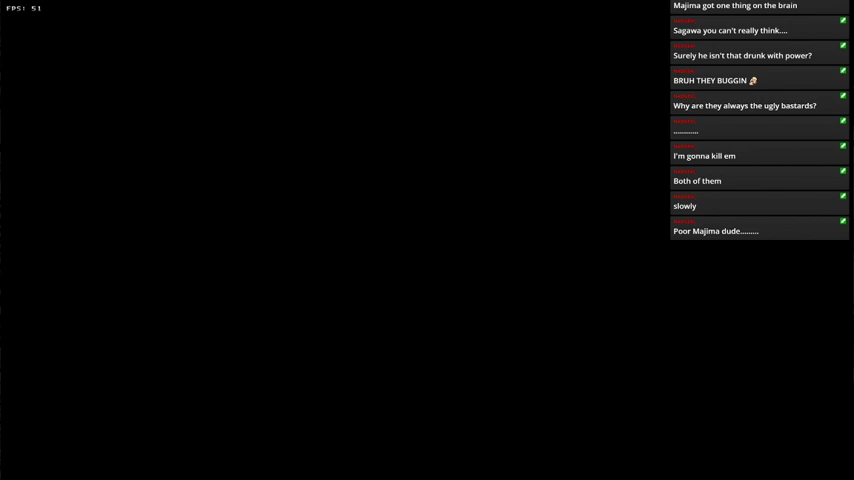 FPS: 51
Majima got one thing on the brain
Sagawa you can't really think....
Surely he isn't that drunk with power?
BRUH THEY BUGGIN
Why are they always the ugly bastards?
............
I'm gonna kill em
Both of them
slowly
Poor Majima dude.........